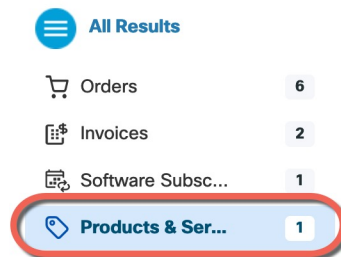 All Results
Orders 6
Invoices 2
Software Subsc... 1
Products & Ser... 1